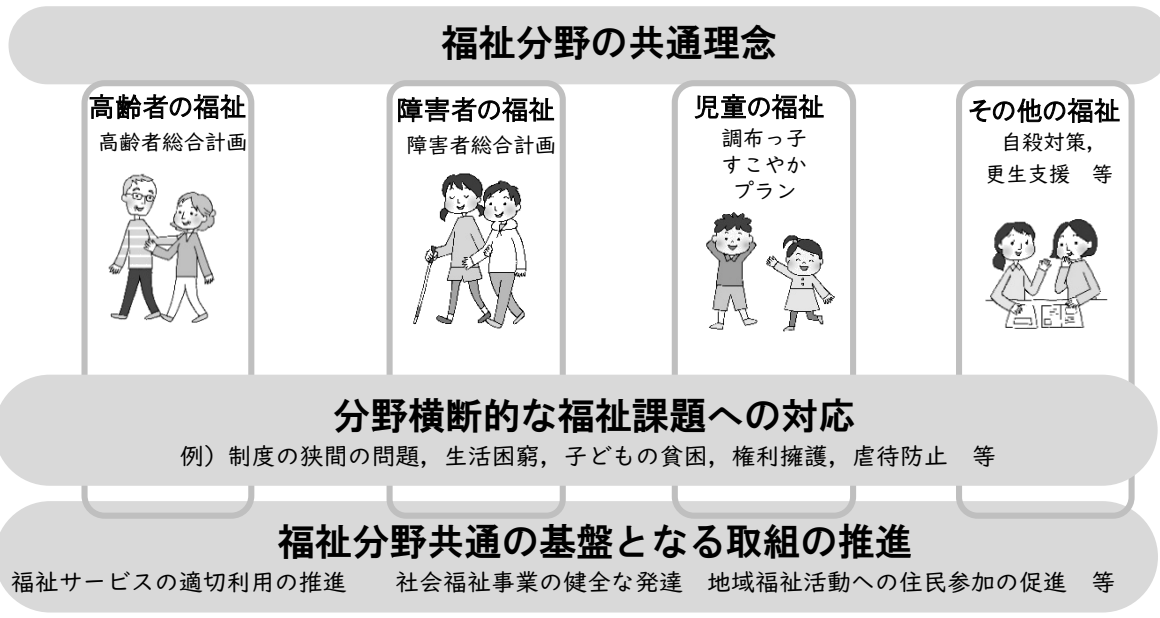 福祉分野の共通理念
高齢者の福祉
高齢者総合計画
障害者の福祉
障害者総合計画
児童の福祉
調布っ子
すこやか
プラン
その他の福祉
自殺対策，
更生支援　等
分野横断的な福祉課題への対応
例）制度の狭間の問題，生活困窮，子どもの貧困，権利擁護，虐待防止　等
福祉分野共通の基盤となる取組の推進
福祉サービスの適切利用の推進　　社会福祉事業の健全な発達　地域福祉活動への住民参加の促進　等